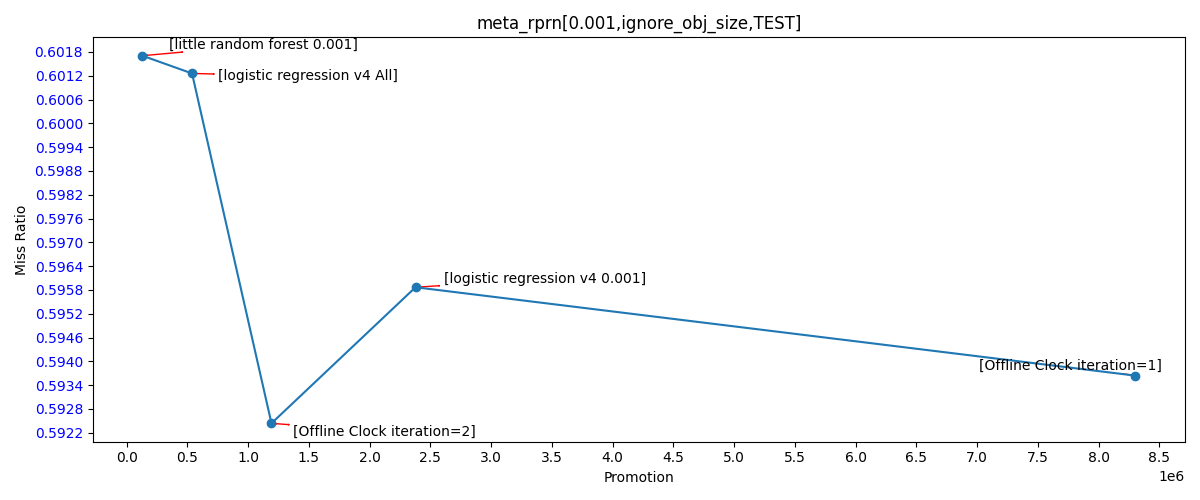 meta_rprn[0.001,ignore_obj_size,TEST]
[little random forest 0.001]
[logistic regression v4 All]
[logistic regression v4 0.001]
[Offline Clock iteration=1]
[Offline Clock iteration=2]
Miss Ratio
0.6018
0.6012
0.6006
0.6000
0.5994
0.5988
0.5982
0.5976
0.5970
0.5964
0.5958
0.5952
0.5946
0.5940
0.5934
0.5928
0.5922
0.0 0.5 1.0 1.5 2.0 2.5 3.0 3.5 4.0 4.5 5.0 5.5 6.0 6.5 7.0 7.5 8.0 8.5
1e6
Promotion